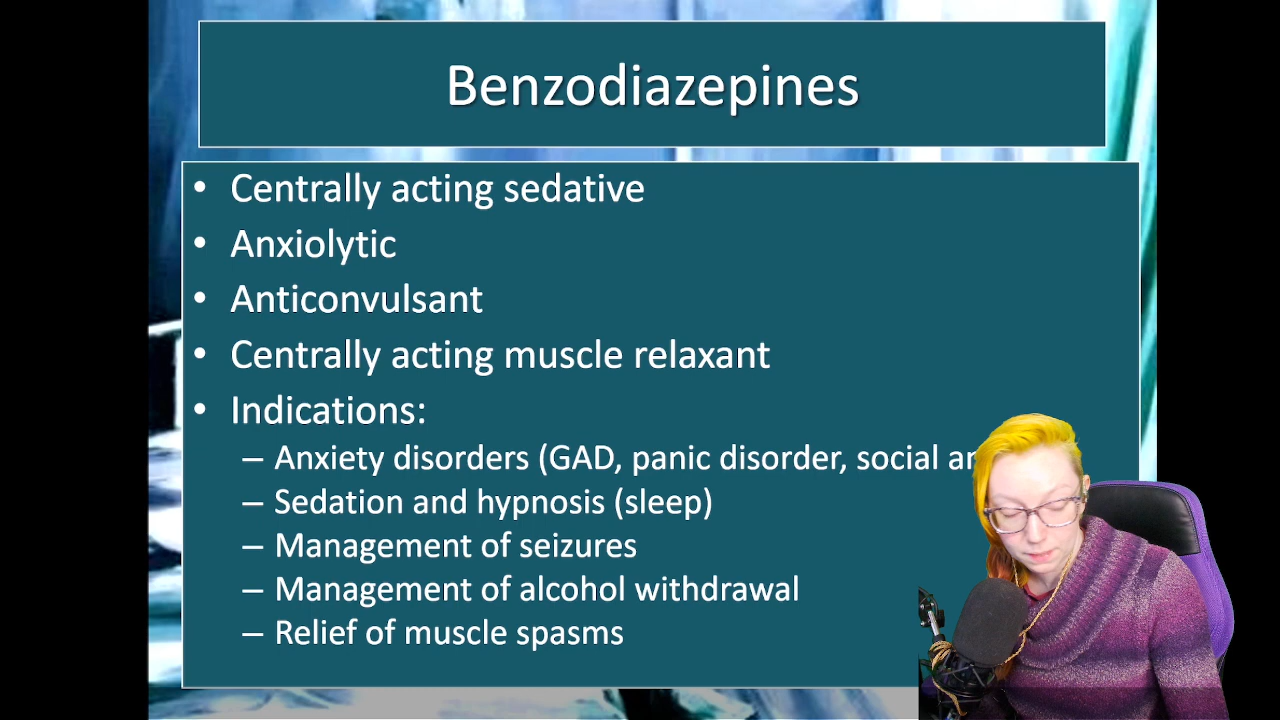 Benzodiazepines
• Centrally acting sedative
• Anxiolytic
• Anticonvulsant
• Centrally acting muscle relaxant
• Indications:
– Anxiety disorders (GAD, panic disorder, social
– Sedation and hypnosis (sleep)
– Management of seizures
– Management of alcohol withdrawal
– Relief of muscle spasms